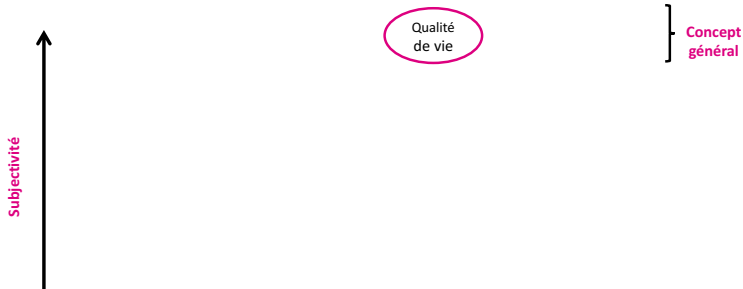 Qualité
de vie
Concept
général
Subjectivité